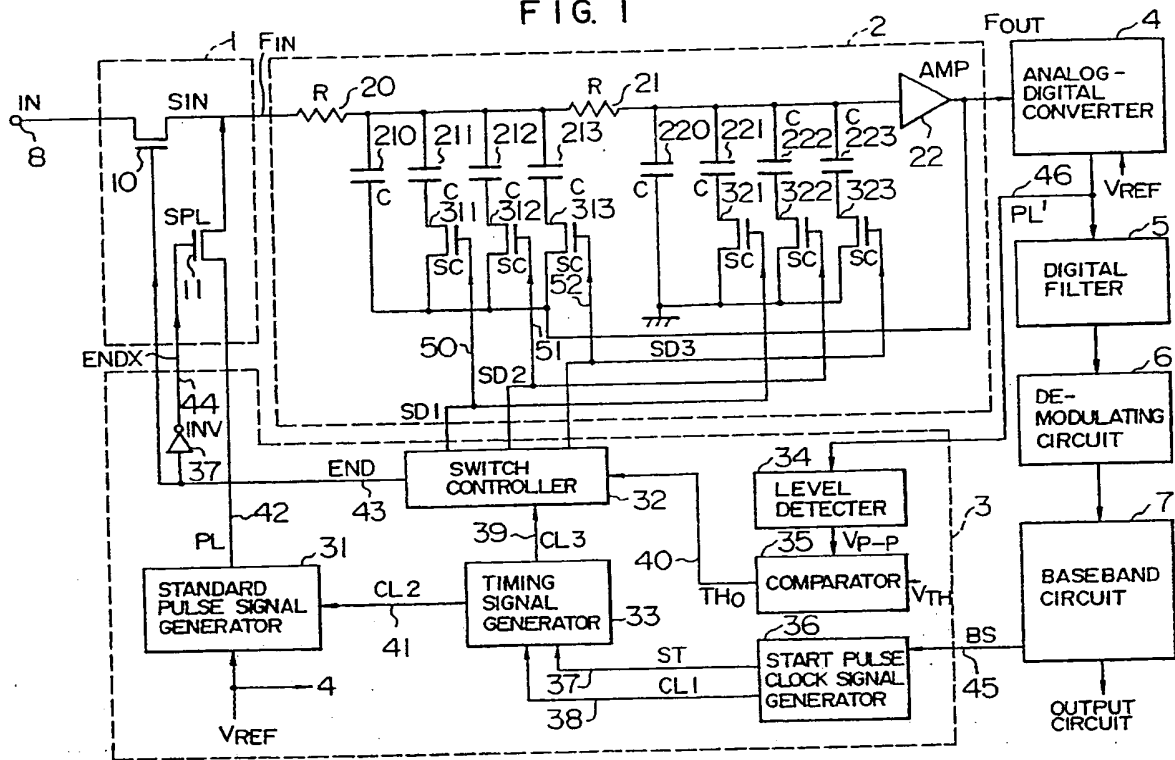 FIG. 1
1
FIN
2
FOUT
4
IN
8
SIN
10
R
20
R
21
AMP
22
ANALOG-
DIGITAL
CONVERTER
210
211
212
213
C
C
C
C
220
221
222
223
C
C
C
C
311
312
313
SC
SC
SC
321
322
323
SC
SC
SC
46
VREF
PL'
SPL
11
5
DIGITAL
FILTER
52
51
50
SD3
SD2
SD1
ENDX
44
INV
37
6
DE-
MODULATING
CIRCUIT
END
43
SWITCH
CONTROLLER
32
34
LEVEL
DETECTER
3
VP-P
42
PL
39
CL3
40
THO
35
COMPARATOR
VTH
7
BASEBAND
CIRCUIT
31
STANDARD
PULSE SIGNAL
GENERATOR
CL2
41
TIMING
SIGNAL
GENERATOR
33
36
START PULSE
CLOCK SIGNAL
GENERATOR
BS
45
ST
37
CL1
38
4
VREF
OUTPUT
CIRCUIT